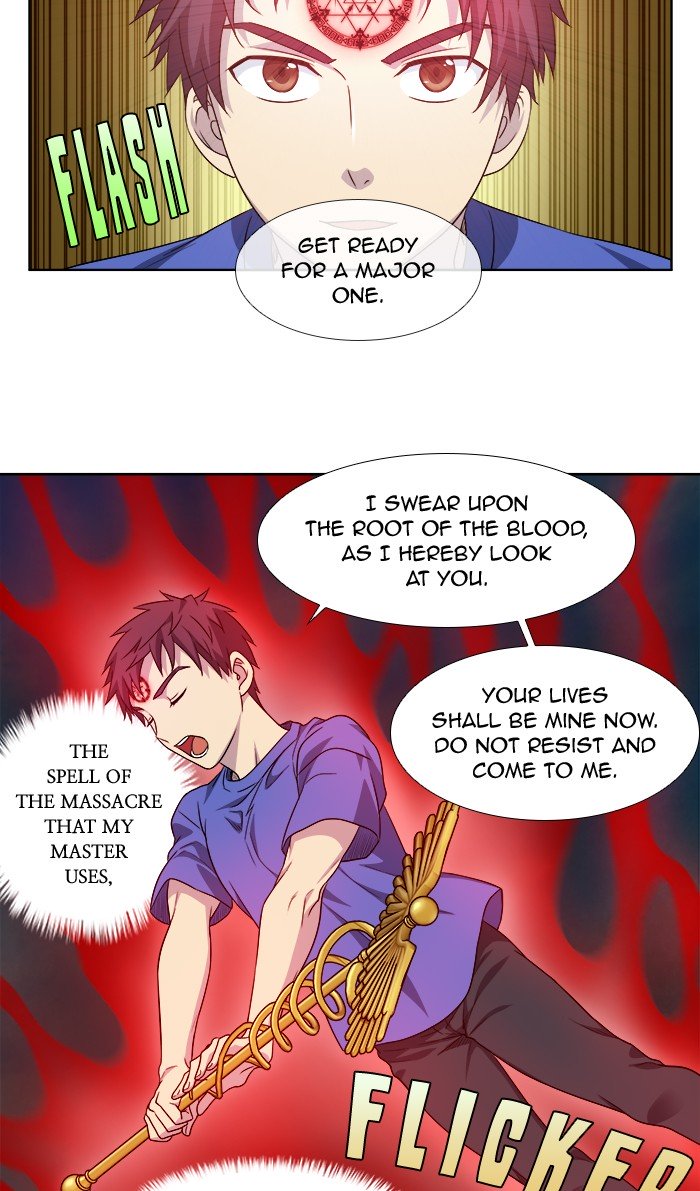 FLASH
GET READY
FOR A MAJOR
ONE.
I SWEAR UPON
THE ROOT OF THE BLOOD,
AS I HEREBY LOOK
AT YOU.
YOUR LIVES
SHALL BE MINE NOW.
DO NOT RESIST AND
COME TO ME.
THE
SPELL OF
THE MASSACRE
THAT MY
MASTER
USES,
FLICKER